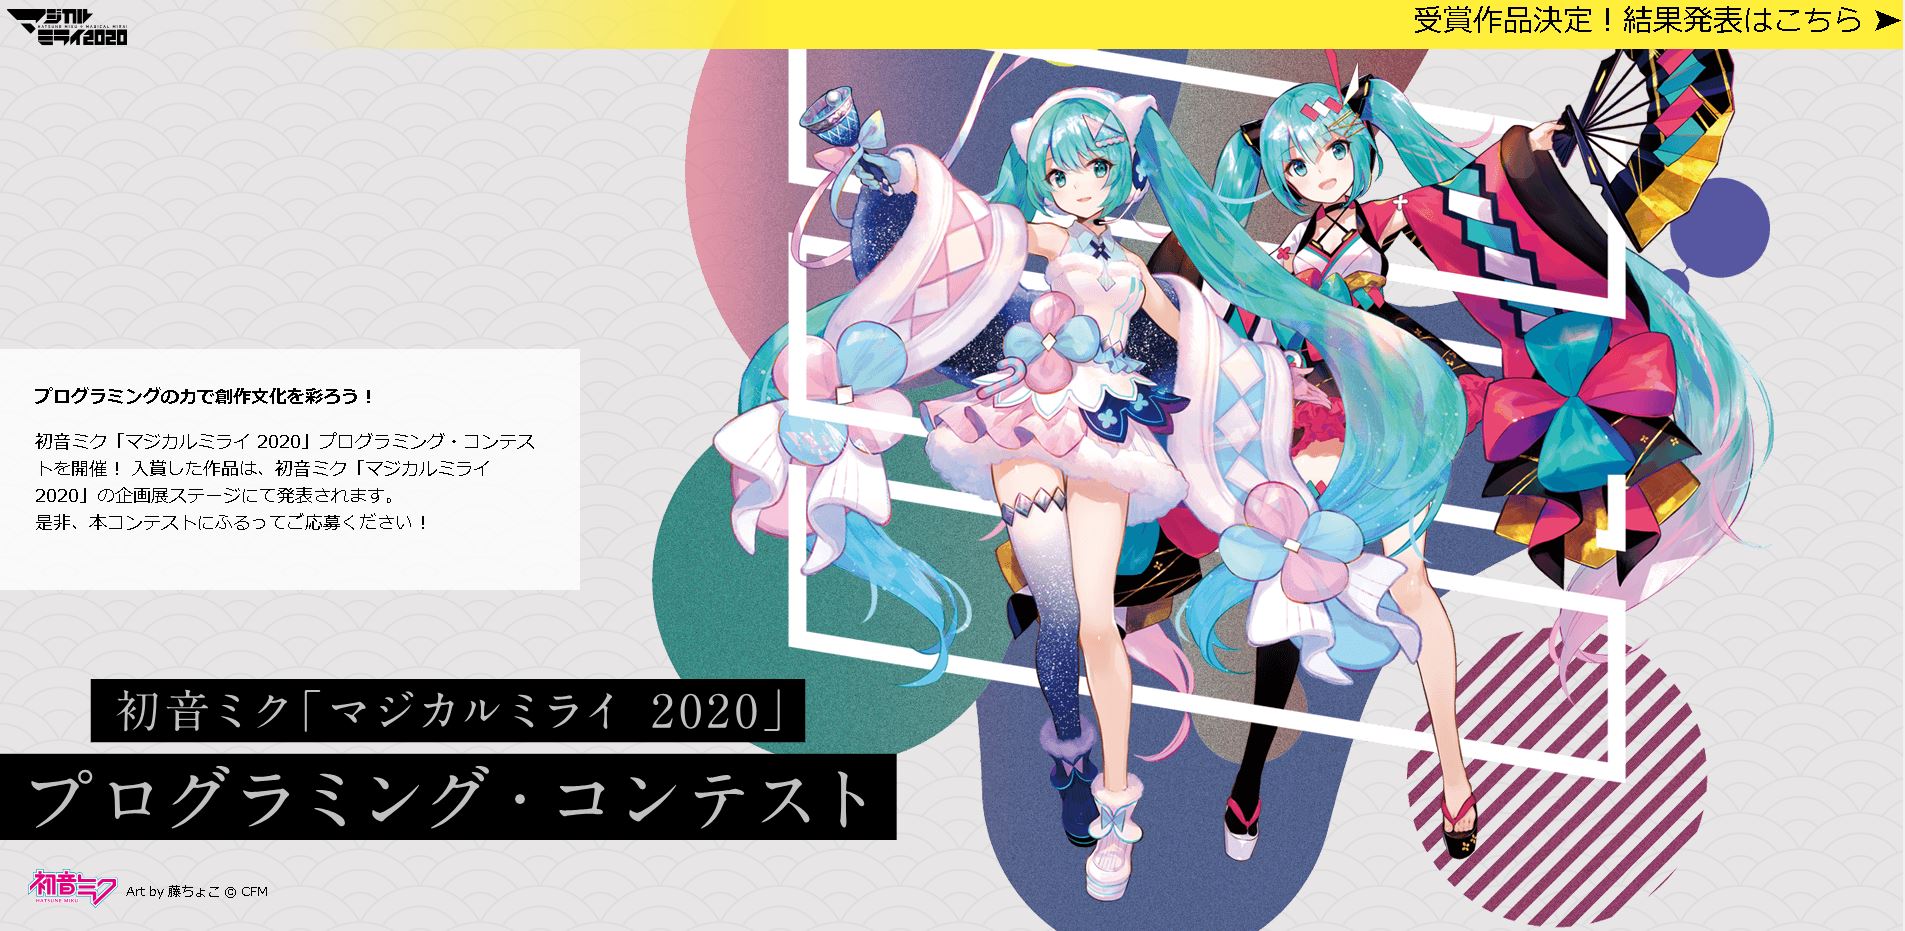 マジカル
HATSUNE MIKU MAGICAL MIRAI
ミライ2020
受賞作品決定！結果発表はこちら ➤
プログラミングの力で創作文化を彩ろう！
初音ミク「マジカルミライ 2020」プログラミング・コンテス
トを開催！ 入賞した作品は、初音ミク「マジカルミライ
2020」の企画展ステージにて発表されます。
是非、本コンテストにふるってご応募ください！
初音ミク「マジカルミライ 2020」
プログラミング・コンテスト
初音ミク
HATSUNE MIKU
Art by 藤ちょこ © CFM